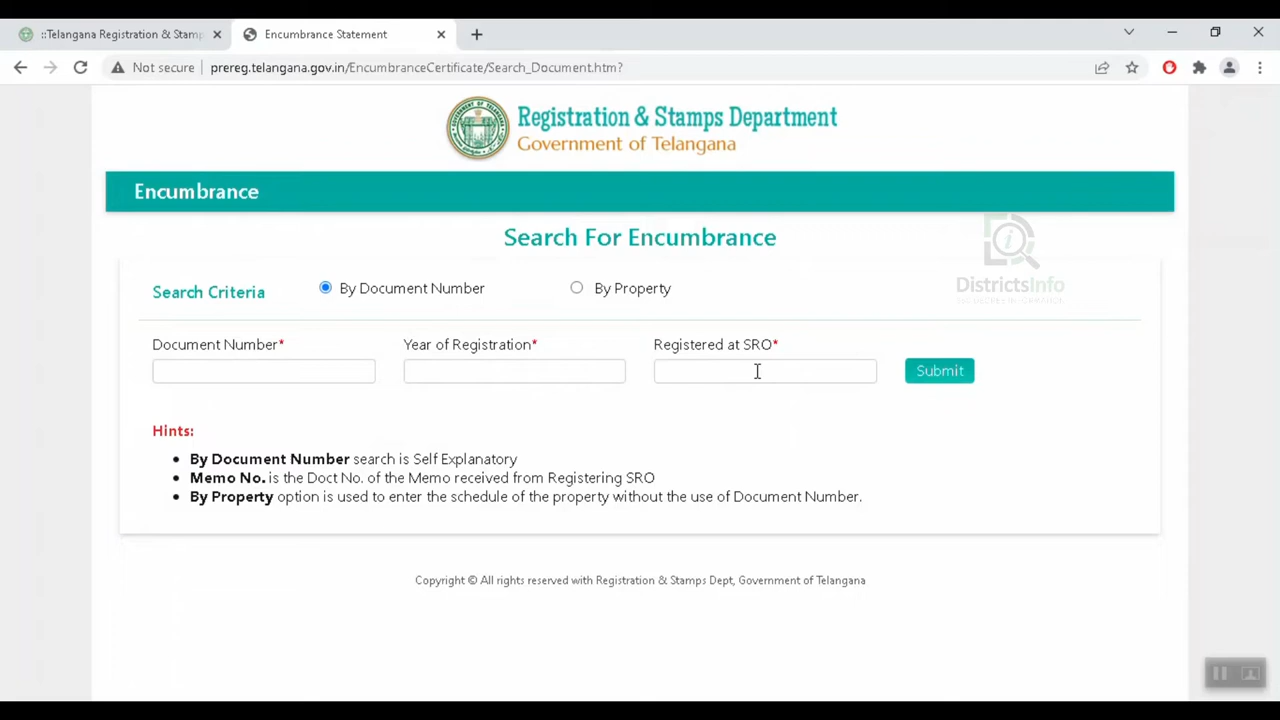 ::Telangana Registration & Stamp
Encumbrance Statement
Not secure
prereg.telangana.gov.in/EncumbranceCertificate/Search_Document.htm?
Registration & Stamps Department
Government of Telangana
Encumbrance
Search For Encumbrance
DistrictsInfo
Search Criteria
By Document Number
By Property
Document Number*
Year of Registration*
Registered at SRO*
Submit
Hints:
By Document Number search is Self Explanatory
Memo No. is the Doct No. of the Memo received from Registering SRO
By Property option is used to enter the schedule of the property without the use of Document Number.
Copyright © All rights reserved with Registration & Stamps Dept, Government of Telangana